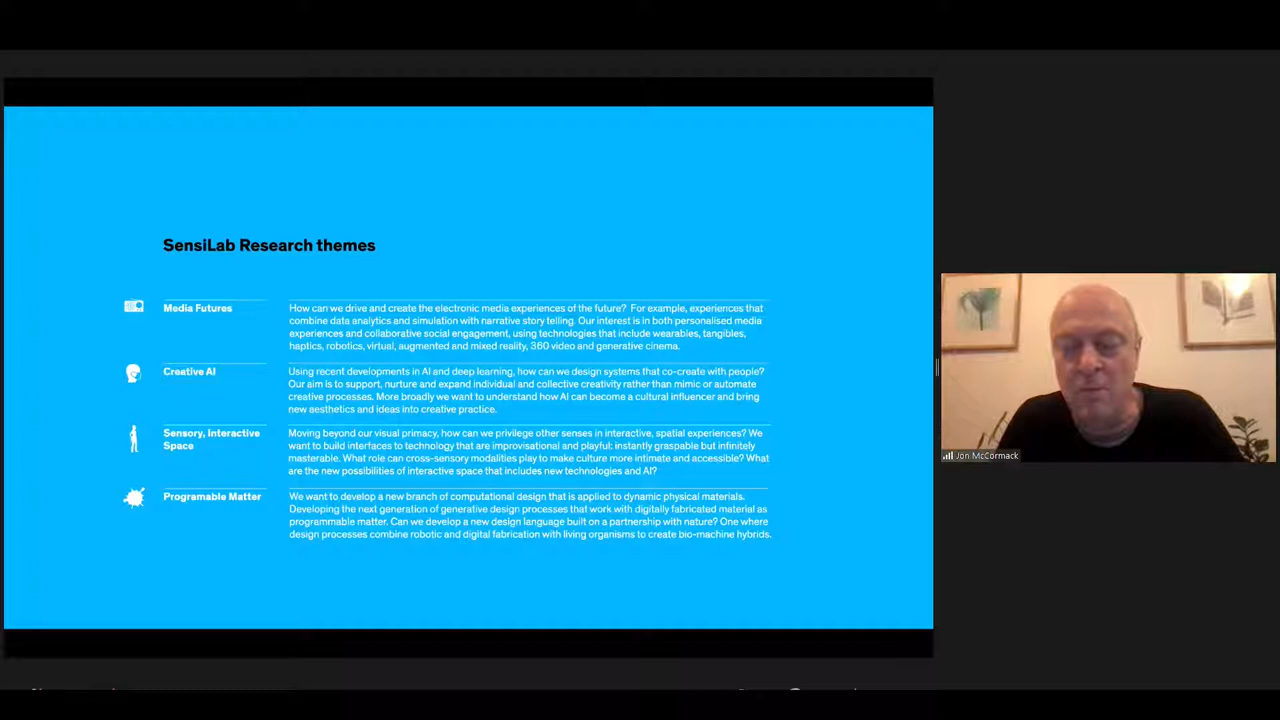 SensiLab Research themes
Media Futures
How can we drive and create the electronic media experiences of the future? For example, experiences that
combine data analytics and simulation with narrative story telling. Our interest is in both personalised media
experiences and collaborative social engagement, using technologies that include wearables, tangibles,
haptics, robotics, virtual, augmented and mixed reality, 360 video and generative cinema.
Creative AI
Using recent developments in AI and deep learning, how can we design systems that co-create with people?
Our aim is to support, nurture and expand individual and collective creativity rather than mimic or automate
creative processes. More broadly we want to understand how AI can become a cultural influencer and bring
new aesthetics and ideas into creative practice.
Sensory, Interactive
Space
Moving beyond our visual primacy, how can we privilege other senses in interactive, spatial experiences? We
want to build interfaces to technology that are improvisational and playful: instantly graspable but infinitely
masterable. What role can cross-sensory modalities play to make culture more intimate and accessible? What
are the new possibilities of interactive space that includes new technologies and AI?
Programable Matter
We want to develop a new branch of computational design that is applied to dynamic physical materials.
Developing the next generation of generative design processes that work with digitally fabricated material as
programmable matter. Can we develop a new design language built on a partnership with nature? One where
design processes combine robotic and digital fabrication with living organisms to create bio-machine hybrids.
Jon McCormack